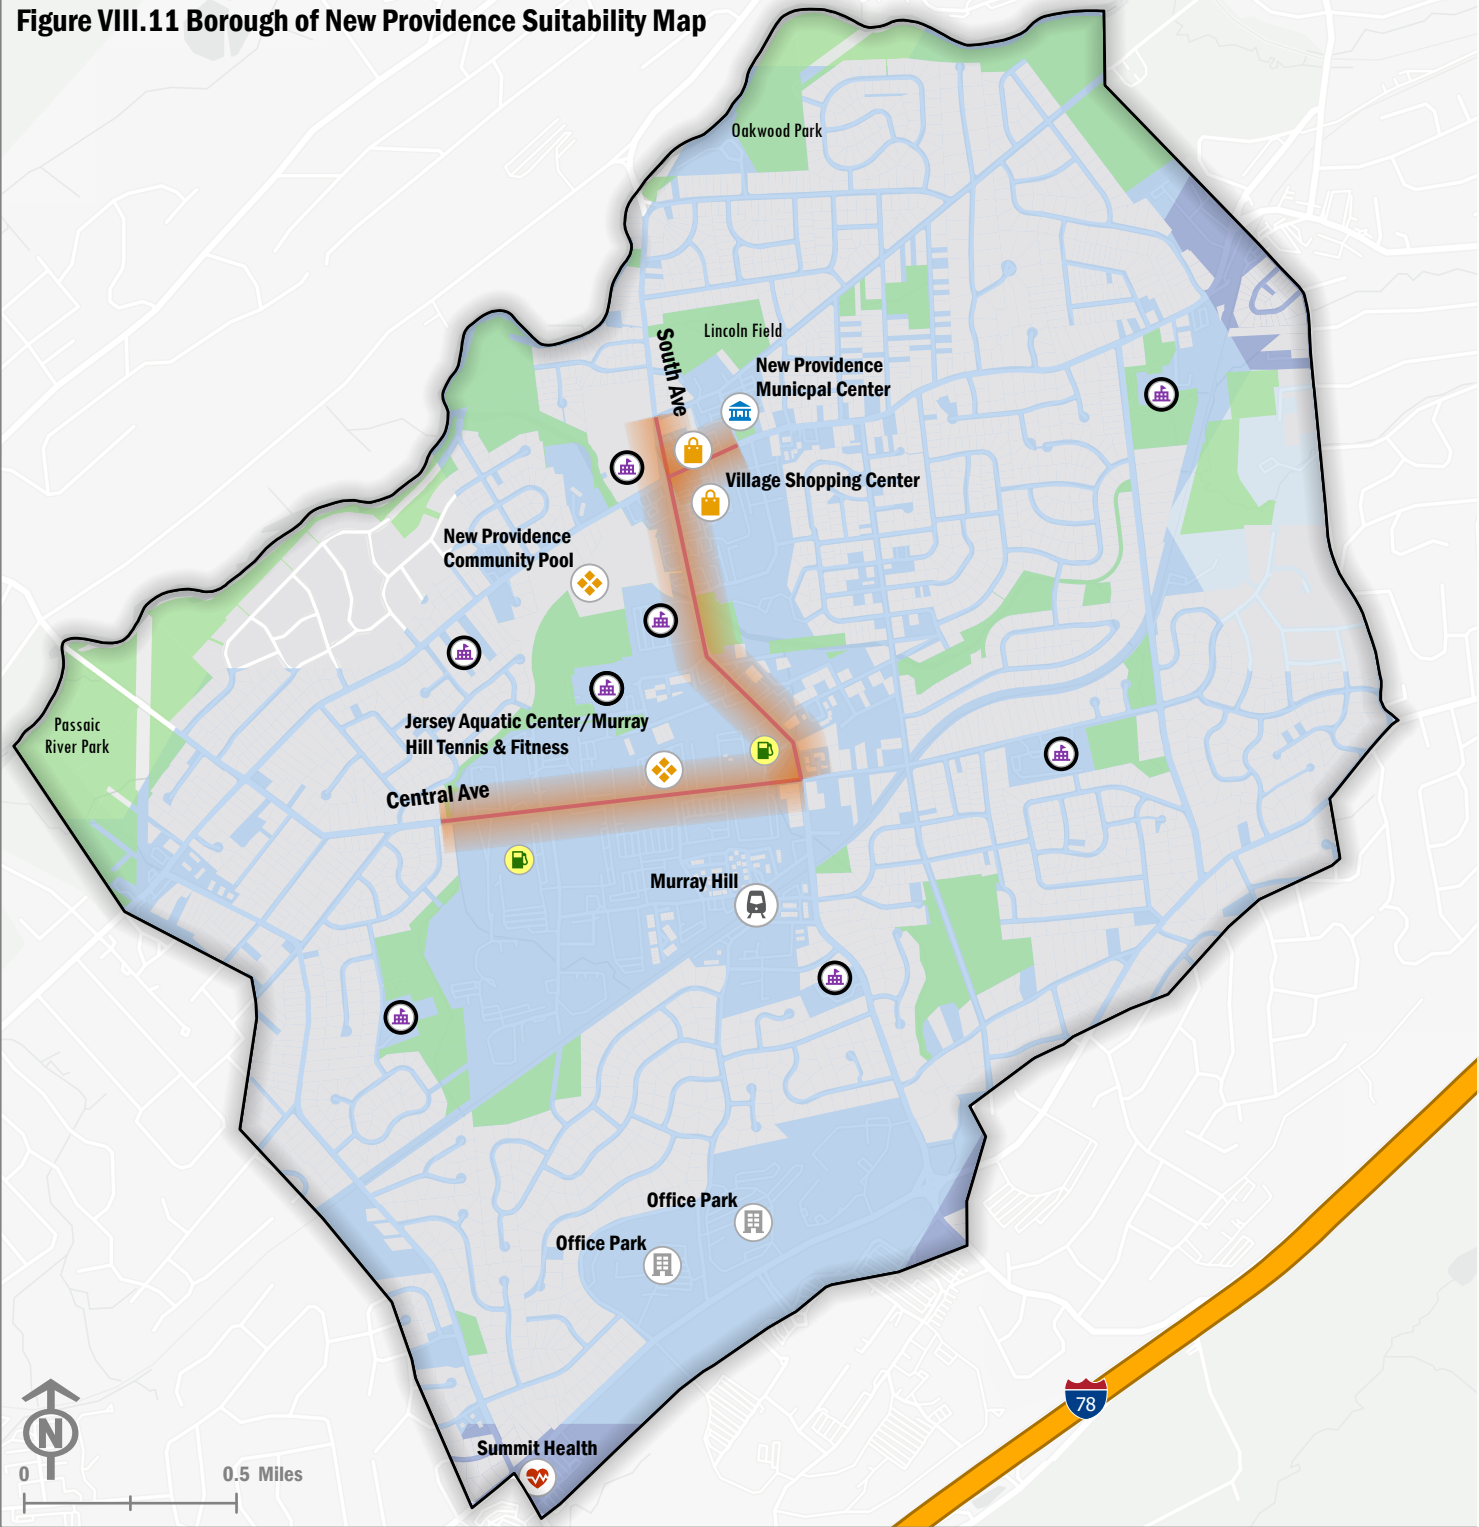 Figure VIII.11 Borough of New Providence Suitability Map
Oakwood Park
Lincoln Field
South Ave
New Providence
Municpal Center
Village Shopping Center
New Providence
Community Pool
Passaic
River Park
Jersey Aquatic Center/Murray
Hill Tennis & Fitness
Central Ave
Murray Hill
Office Park
Office Park
78
N
Summit Health
0
0.5 Miles